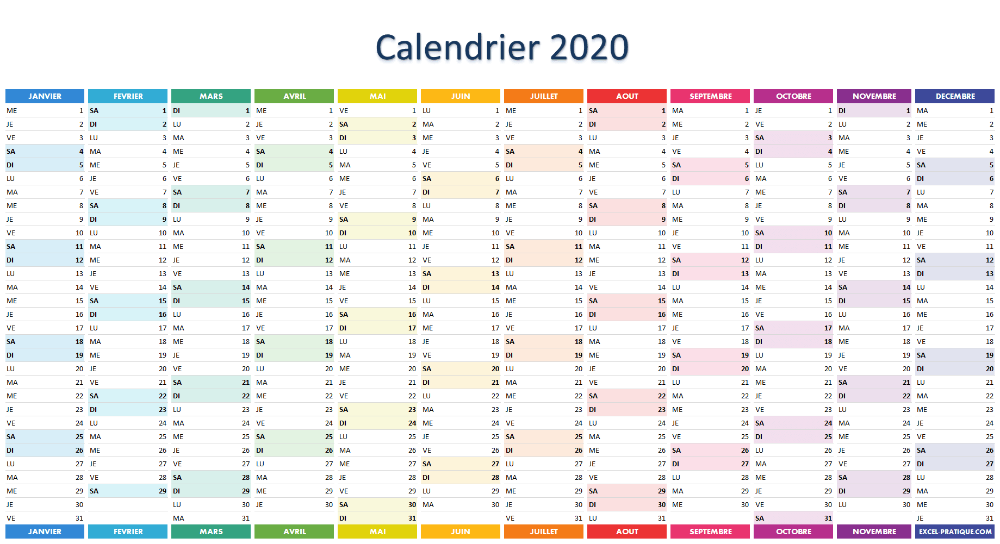 Calendrier 2020
JANVIER FEVRIER MARS AVRIL MAI JUIN JUILLET AOUT SEPTEMBRE OCTOBRE NOVEMBRE DECEMBRE
ME 1 SA 1 DI 1 ME 1 VE 1 LU 1 ME 1 SA 1 MA 1 JE 1 DI 1 MA 1
JE 2 DI 2 LU 2 JE 2 SA 2 MA 2 JE 2 DI 2 ME 2 VE 2 LU 2 ME 2
VE 3 LU 3 MA 3 VE 3 DI 3 ME 3 VE 3 LU 3 JE 3 SA 3 MA 3 JE 3
SA 4 MA 4 ME 4 SA 4 LU 4 JE 4 SA 4 MA 4 VE 4 DI 4 ME 4 VE 4
DI 5 ME 5 JE 5 DI 5 MA 5 VE 5 DI 5 ME 5 SA 5 LU 5 JE 5 SA 5
LU 6 JE 6 VE 6 LU 6 ME 6 SA 6 LU 6 JE 6 DI 6 MA 6 VE 6 DI 6
MA 7 VE 7 SA 7 MA 7 JE 7 DI 7 MA 7 VE 7 LU 7 ME 7 SA 7 LU 7
ME 8 SA 8 DI 8 ME 8 VE 8 LU 8 ME 8 SA 8 MA 8 JE 8 DI 8 MA 8
JE 9 DI 9 LU 9 JE 9 SA 9 MA 9 JE 9 DI 9 ME 9 VE 9 LU 9 ME 9
VE 10 LU 10 MA 10 VE 10 DI 10 ME 10 VE 10 LU 10 JE 10 SA 10 MA 10 JE 10
SA 11 MA 11 ME 11 SA 11 LU 11 JE 11 SA 11 MA 11 VE 11 DI 11 ME 11 VE 11
DI 12 ME 12 JE 12 DI 12 MA 12 VE 12 DI 12 ME 12 SA 12 LU 12 JE 12 SA 12
LU 13 JE 13 VE 13 LU 13 ME 13 SA 13 LU 13 JE 13 DI 13 MA 13 VE 13 DI 13
MA 14 VE 14 SA 14 MA 14 JE 14 DI 14 MA 14 VE 14 LU 14 ME 14 SA 14 LU 14
ME 15 SA 15 DI 15 ME 15 VE 15 LU 15 ME 15 SA 15 MA 15 JE 15 DI 15 MA 15
JE 16 DI 16 LU 16 JE 16 SA 16 MA 16 JE 16 DI 16 ME 16 VE 16 LU 16 ME 16
VE 17 LU 17 MA 17 VE 17 DI 17 ME 17 VE 17 LU 17 JE 17 SA 17 MA 17 JE 17
SA 18 MA 18 ME 18 SA 18 LU 18 JE 18 SA 18 MA 18 VE 18 DI 18 ME 18 VE 18
DI 19 ME 19 JE 19 DI 19 MA 19 VE 19 DI 19 ME 19 SA 19 LU 19 JE 19 SA 19
LU 20 JE 20 VE 20 LU 20 ME 20 SA 20 LU 20 JE 20 DI 20 MA 20 VE 20 DI 20
MA 21 VE 21 SA 21 MA 21 JE 21 DI 21 MA 21 VE 21 LU 21 ME 21 SA 21 LU 21
ME 22 SA 22 DI 22 ME 22 VE 22 LU 22 ME 22 SA 22 MA 22 JE 22 DI 22 MA 22
JE 23 DI 23 LU 23 JE 23 SA 23 MA 23 JE 23 DI 23 ME 23 VE 23 LU 23 ME 23
VE 24 LU 24 MA 24 VE 24 DI 24 ME 24 VE 24 LU 24 JE 24 SA 24 MA 24 JE 24
SA 25 MA 25 ME 25 SA 25 LU 25 JE 25 SA 25 MA 25 VE 25 DI 25 ME 25 VE 25
DI 26 ME 26 JE 26 DI 26 MA 26 VE 26 DI 26 ME 26 SA 26 LU 26 JE 26 SA 26
LU 27 JE 27 VE 27 LU 27 ME 27 SA 27 LU 27 JE 27 DI 27 MA 27 VE 27 DI 27
MA 28 VE 28 SA 28 MA 28 JE 28 DI 28 MA 28 VE 28 LU 28 ME 28 SA 28 LU 28
ME 29 SA 29 DI 29 ME 29 VE 29 LU 29 ME 29 SA 29 MA 29 JE 29 DI 29 MA 29
JE 30 LU 30 JE 30 SA 30 MA 30 JE 30 DI 30 ME 30 VE 30 LU 30 ME 30
VE 31 MA 31 DI 31 VE 31 LU 31 SA 31 JE 31
JANVIER FEVRIER MARS AVRIL MAI JUIN JUILLET AOUT SEPTEMBRE OCTOBRE NOVEMBRE EXCEL-PRATIQUE.COM